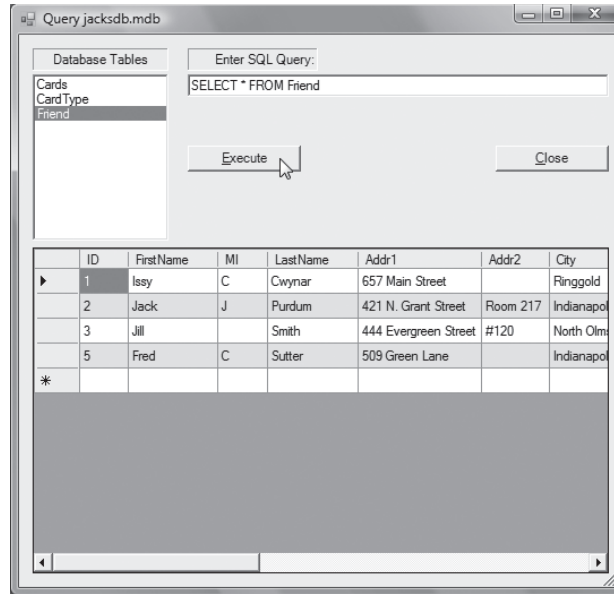 Query jacksdb.mdb
Database Tables
Enter SQL Query:
Cards
CardType
Friend
SELECT * FROM Friend
Execute
Close
ID FirstName MI LastName Addr1 Addr2 City
1 Issy C Cwynar 657 Main Street Ringgold
2 Jack J Purdum 421 N. Grant Street Room 217 Indianapol
3 Jill Smith 444 Evergreen Street #120 North Olms
5 Fred C Sutter 509 Green Lane Indianapol